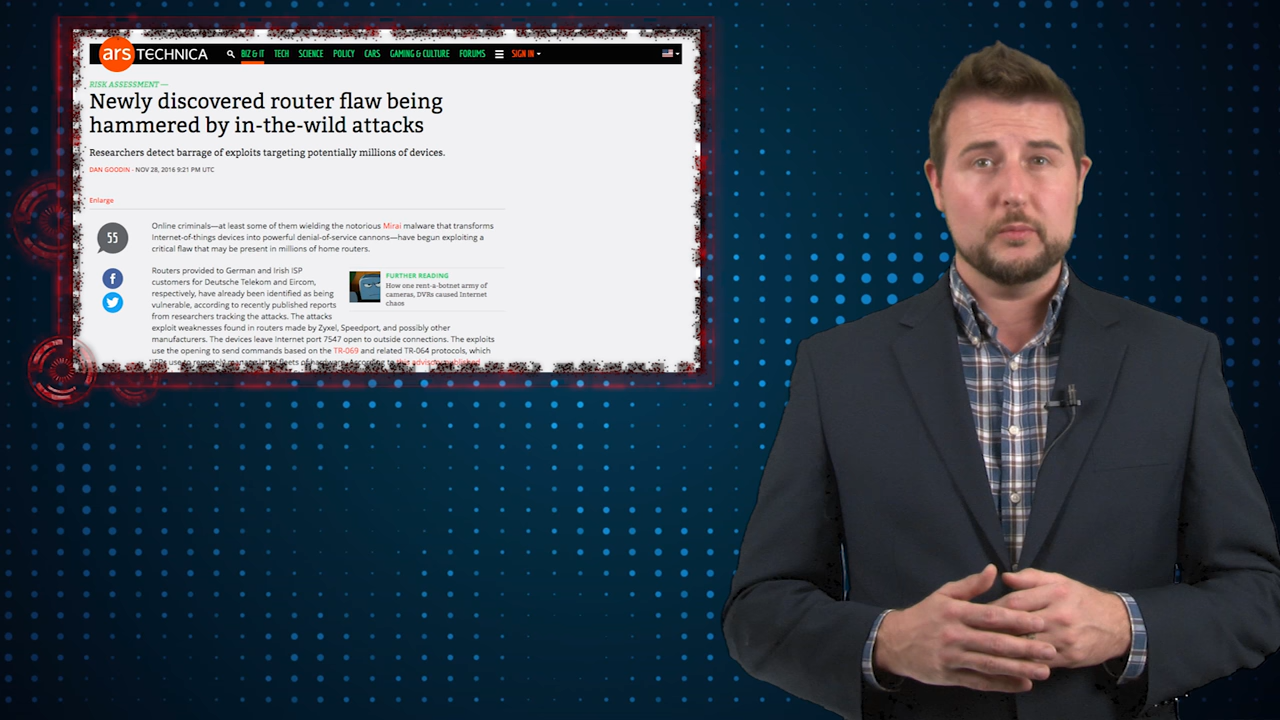 ars TECHNICA BIZ & IT TECH SCIENCE POLICY CARS GAMING & CULTURE FORUMS SIGN IN
RISK ASSESSMENT —
Newly discovered router flaw being
hammered by in-the-wild attacks
Researchers detect barrage of exploits targeting potentially millions of devices.
DAN GOODIN - NOV 28, 2016 9:21 PM UTC
Enlarge
55
Online criminals—at least some of them wielding the notorious Mirai malware that transforms
Internet-of-things devices into powerful denial-of-service cannons—have begun exploiting a
critical flaw that may be present in millions of home routers.
Routers provided to German and Irish ISP
customers for Deutsche Telekom and Eircom,
respectively, have already been identified as being
vulnerable, according to recently published reports
from researchers tracking the attacks. The attacks
exploit weaknesses found in routers made by Zyxel, Speedport, and possibly other
manufacturers. The devices leave Internet port 7547 open to outside connections. The exploits
use the opening to send commands based on the TR-069 and related TR-064 protocols, which
FURTHER READING
How one rent-a-botnet army of
cameras, DVRs caused Internet
chaos